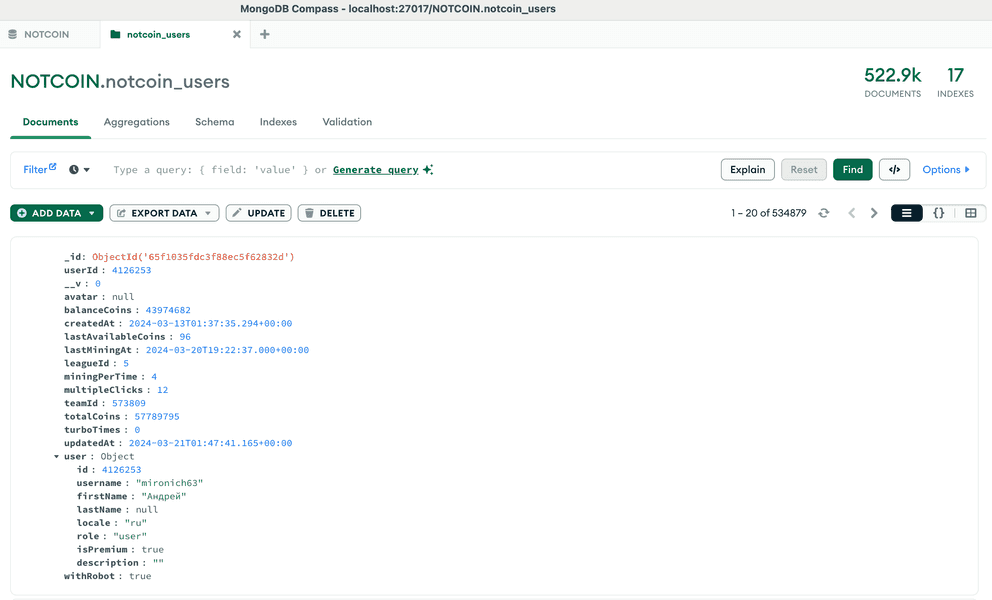 MongoDB Compass - localhost:27017/NOTCOIN.notcoin_users
NOTCOIN
notcoin_users
NOTCOIN.notcoin_users
522.9k
DOCUMENTS
17
INDEXES
Documents Aggregations Schema Indexes Validation
Filter Type a query: { field: 'value' } or Generate query Explain Reset Find </> Options
ADD DATA EXPORT DATA UPDATE DELETE 1 – 20 of 534879 {}
_id: ObjectId('65f1035fdc3f88ec5f62832d')
userId : 4126253
__v : 0
avatar : null
balanceCoins : 43974682
createdAt : 2024-03-13T01:37:35.294+00:00
lastAvailableCoins : 96
lastMiningAt : 2024-03-20T19:22:37.000+00:00
leagueId : 5
miningPerTime : 4
multipleClicks : 12
teamId : 573809
totalCoins : 57789795
turboTimes : 0
updatedAt : 2024-03-21T01:47:41.165+00:00
user : Object
id : 4126253
username : "mironich63"
firstName : "Андрей"
lastName : null
locale : "ru"
role : "user"
isPremium : true
description : ""
withRobot : true